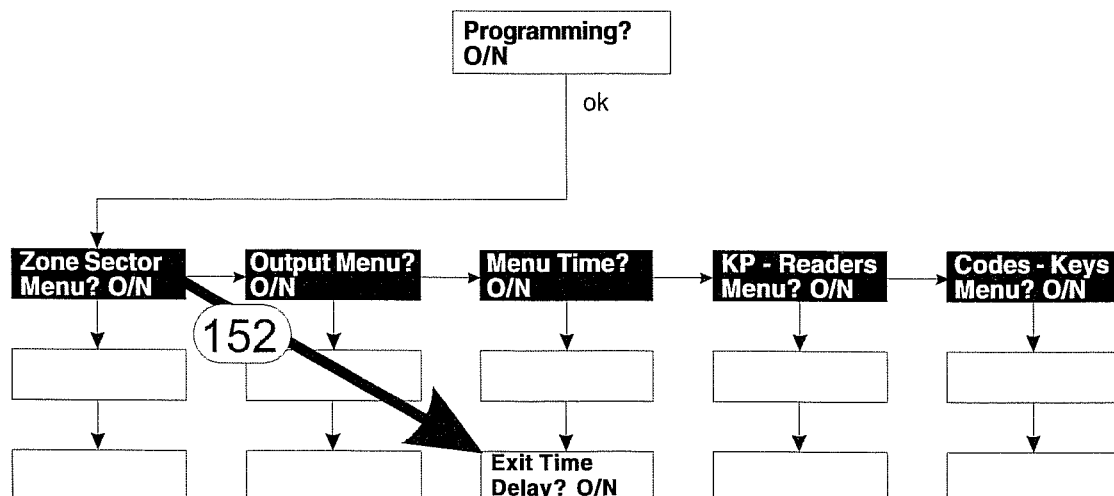 Programming?
O/N
ok
Zone Sector
Menu? O/N
Output Menu?
O/N
Menu Time?
O/N
KP - Readers
Menu? O/N
Codes - Keys
Menu? O/N
152
Exit Time
Delay? O/N